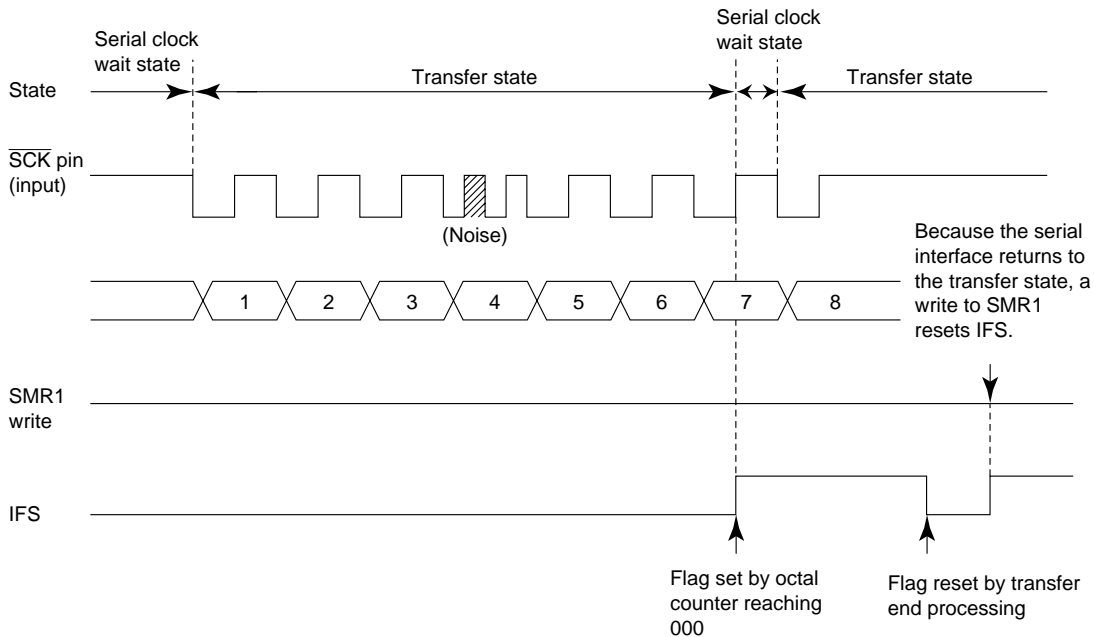 Serial clock
wait state
Serial clock
wait state
State
Transfer state
Transfer state
SCK pin
(input)
(Noise)
Because the serial
interface returns to
the transfer state, a
write to SMR1
resets IFS.
1 2 3 4 5 6 7 8
SMR1
write
IFS
Flag set by octal
counter reaching
000
Flag reset by transfer
end processing